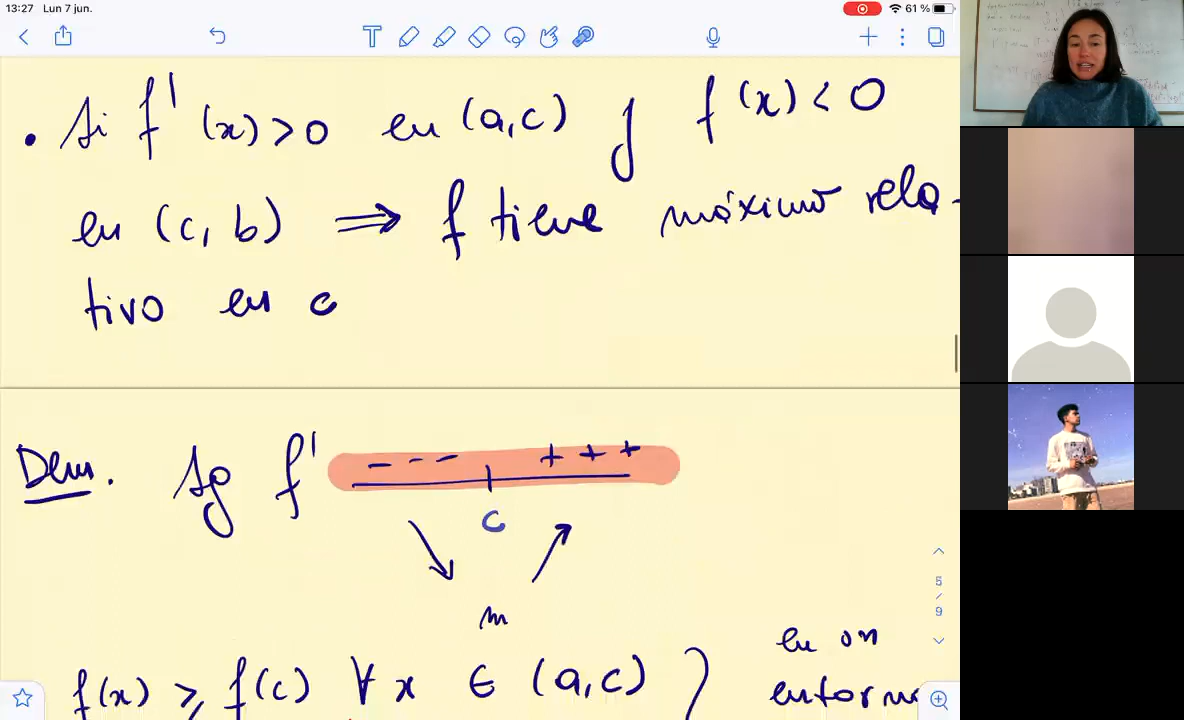 13:27 Lun 7 jun. 61 %
• Si f'(x) > 0 en (a,c) y f(x) < 0
en (c, b) ⟹ f tiene máximo rela-
tivo en c
Dem. Sg f' - - - + + +
c
m
5
/
9
en un
f(x) ≥ f(c) ∀ x ∈ (a,c) } entorno